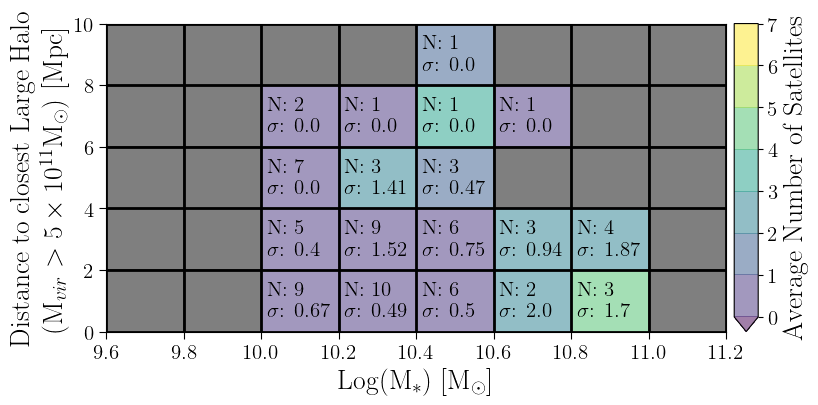 Distance to closest Large Halo
(M_vir > 5 × 10^11 M_⊙) [Mpc]
10
8
6
4
2
0
N: 1
σ: 0.0
N: 2
σ: 0.0
N: 1
σ: 0.0
N: 1
σ: 0.0
N: 1
σ: 0.0
N: 7
σ: 0.0
N: 3
σ: 1.41
N: 3
σ: 0.47
N: 5
σ: 0.4
N: 9
σ: 1.52
N: 6
σ: 0.75
N: 3
σ: 0.94
N: 4
σ: 1.87
N: 9
σ: 0.67
N: 10
σ: 0.49
N: 6
σ: 0.5
N: 2
σ: 2.0
N: 3
σ: 1.7
9.6 9.8 10.0 10.2 10.4 10.6 10.8 11.0 11.2
Log(M_*) [M_⊙]
7
6
5
4
3
2
1
0
Average Number of Satellites